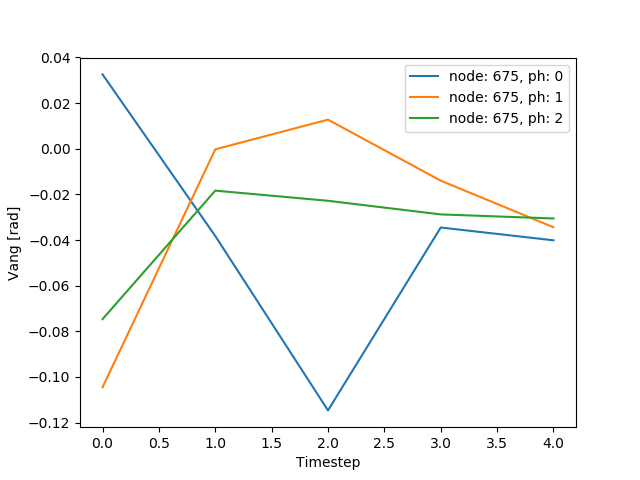 0.04
0.02
0.00
−0.02
−0.04
−0.06
−0.08
−0.10
−0.12
Vang [rad]
node: 675, ph: 0
node: 675, ph: 1
node: 675, ph: 2
0.0 0.5 1.0 1.5 2.0 2.5 3.0 3.5 4.0
Timestep